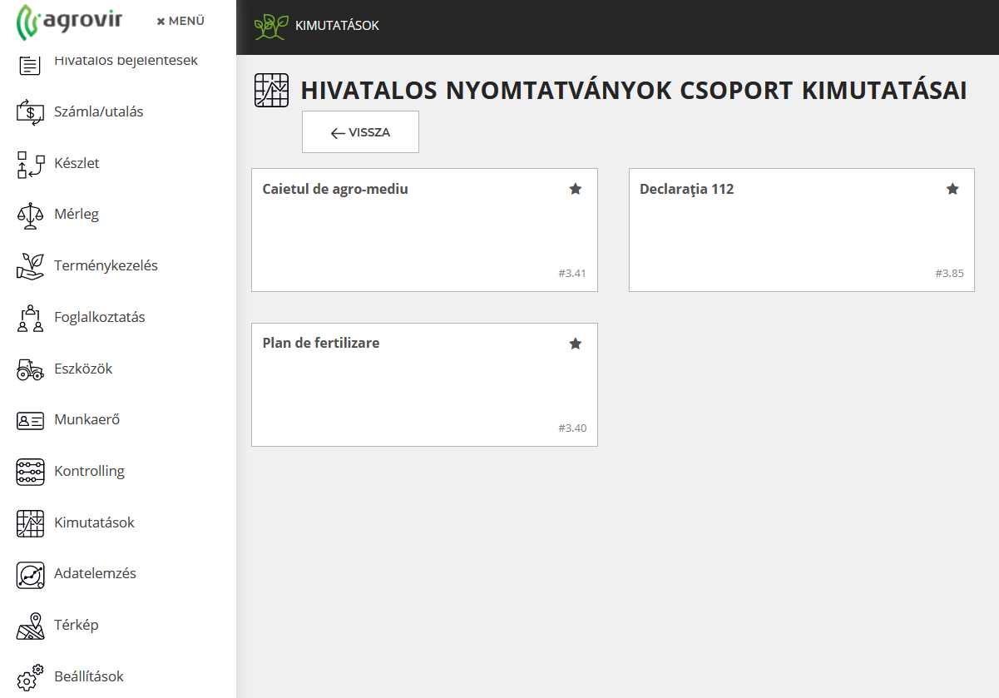 agrovir
MENÜ
Hivatalos bejelentések
Számla/utalás
Készlet
Mérleg
Terménykezelés
Foglalkoztatás
Eszközök
Munkaerő
Kontrolling
Kimutatások
Adatelemzés
Térkép
Beállítások
KIMUTATÁSOK
HIVATALOS NYOMTATVÁNYOK CSOPORT KIMUTATÁSAI
VISSZA
Caietul de agro-mediu
#3.41
Declaraţia 112
#3.85
Plan de fertilizare
#3.40